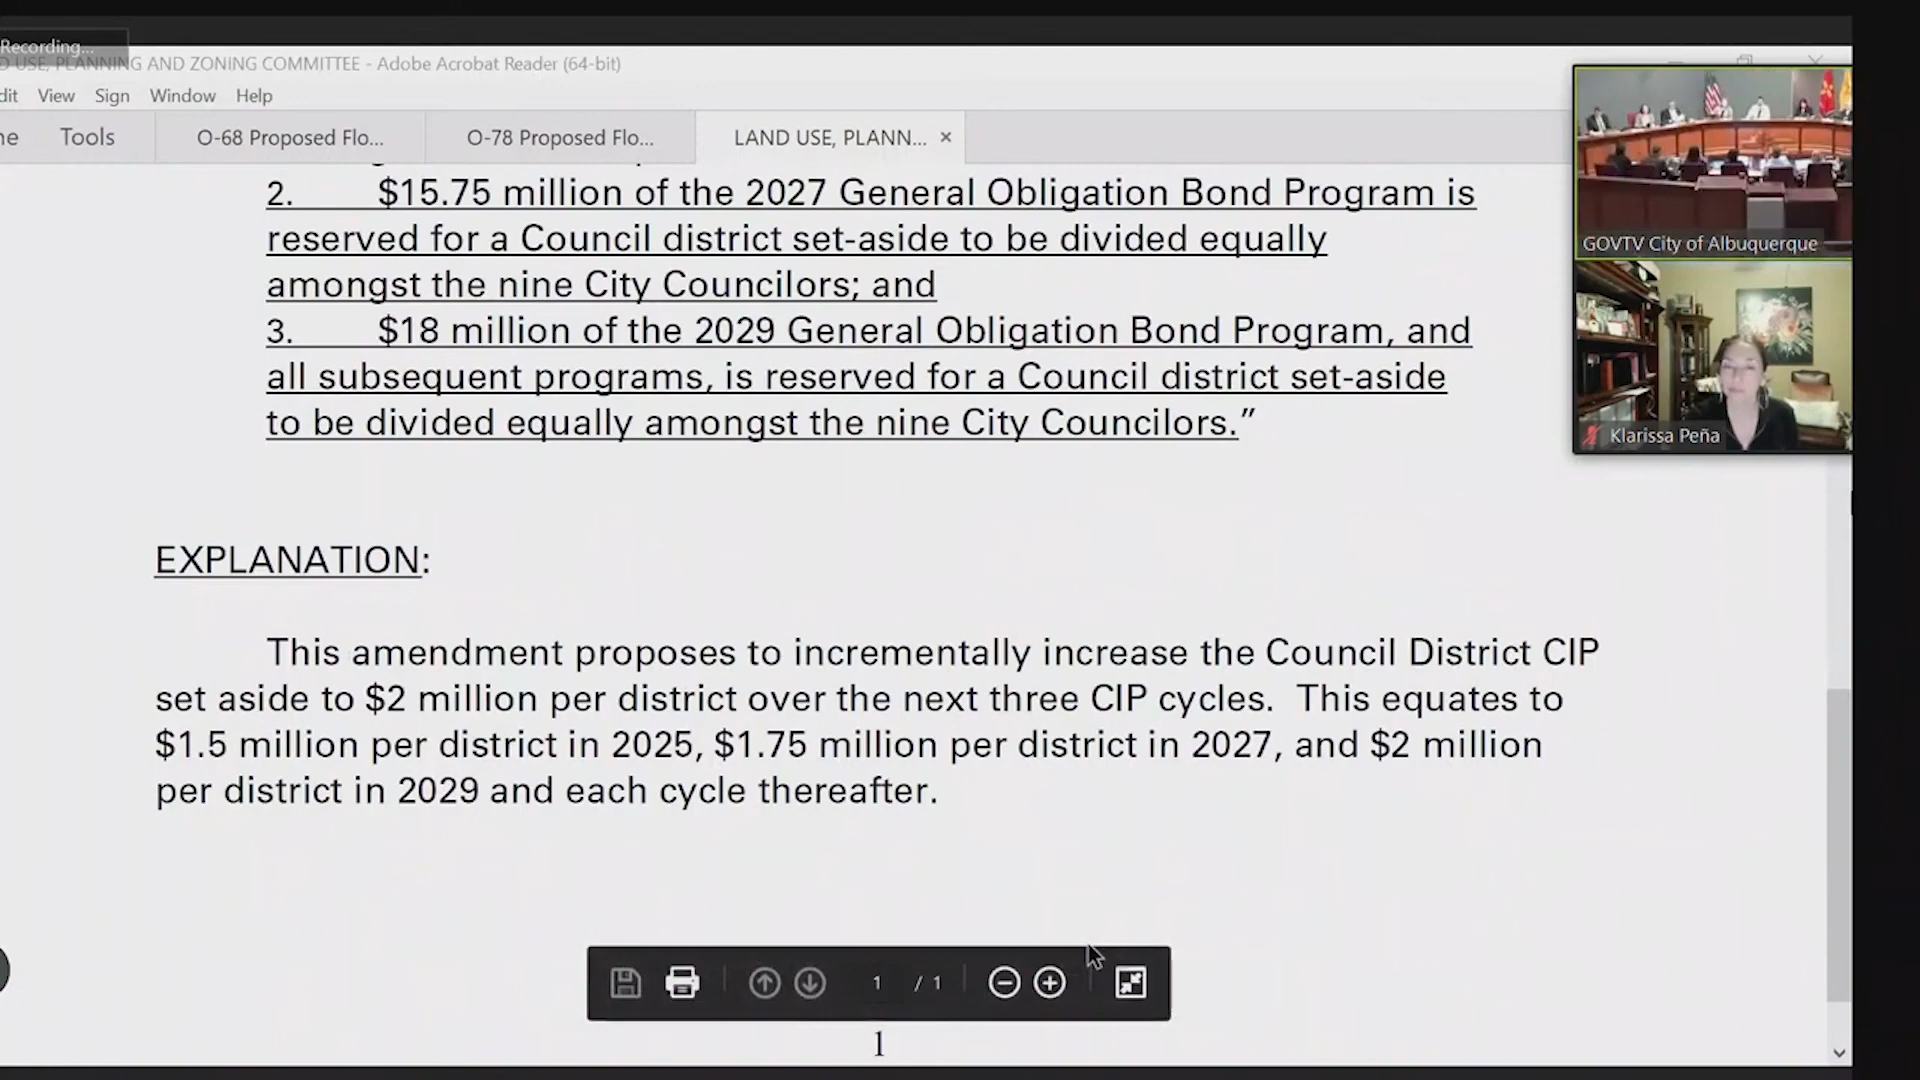 Recording...
D USE, PLANNING AND ZONING COMMITTEE - Adobe Acrobat Reader (64-bit)
dit View Sign Window Help
ne Tools O-68 Proposed Flo... O-78 Proposed Flo... LAND USE, PLANN... ×
2. $15.75 million of the 2027 General Obligation Bond Program is
reserved for a Council district set-aside to be divided equally
amongst the nine City Councilors; and
3. $18 million of the 2029 General Obligation Bond Program, and
all subsequent programs, is reserved for a Council district set-aside
to be divided equally amongst the nine City Councilors.”
EXPLANATION:
This amendment proposes to incrementally increase the Council District CIP
set aside to $2 million per district over the next three CIP cycles. This equates to
$1.5 million per district in 2025, $1.75 million per district in 2027, and $2 million
per district in 2029 and each cycle thereafter.
1 / 1
1
GOVTV City of Albuquerque
Klarissa Peña